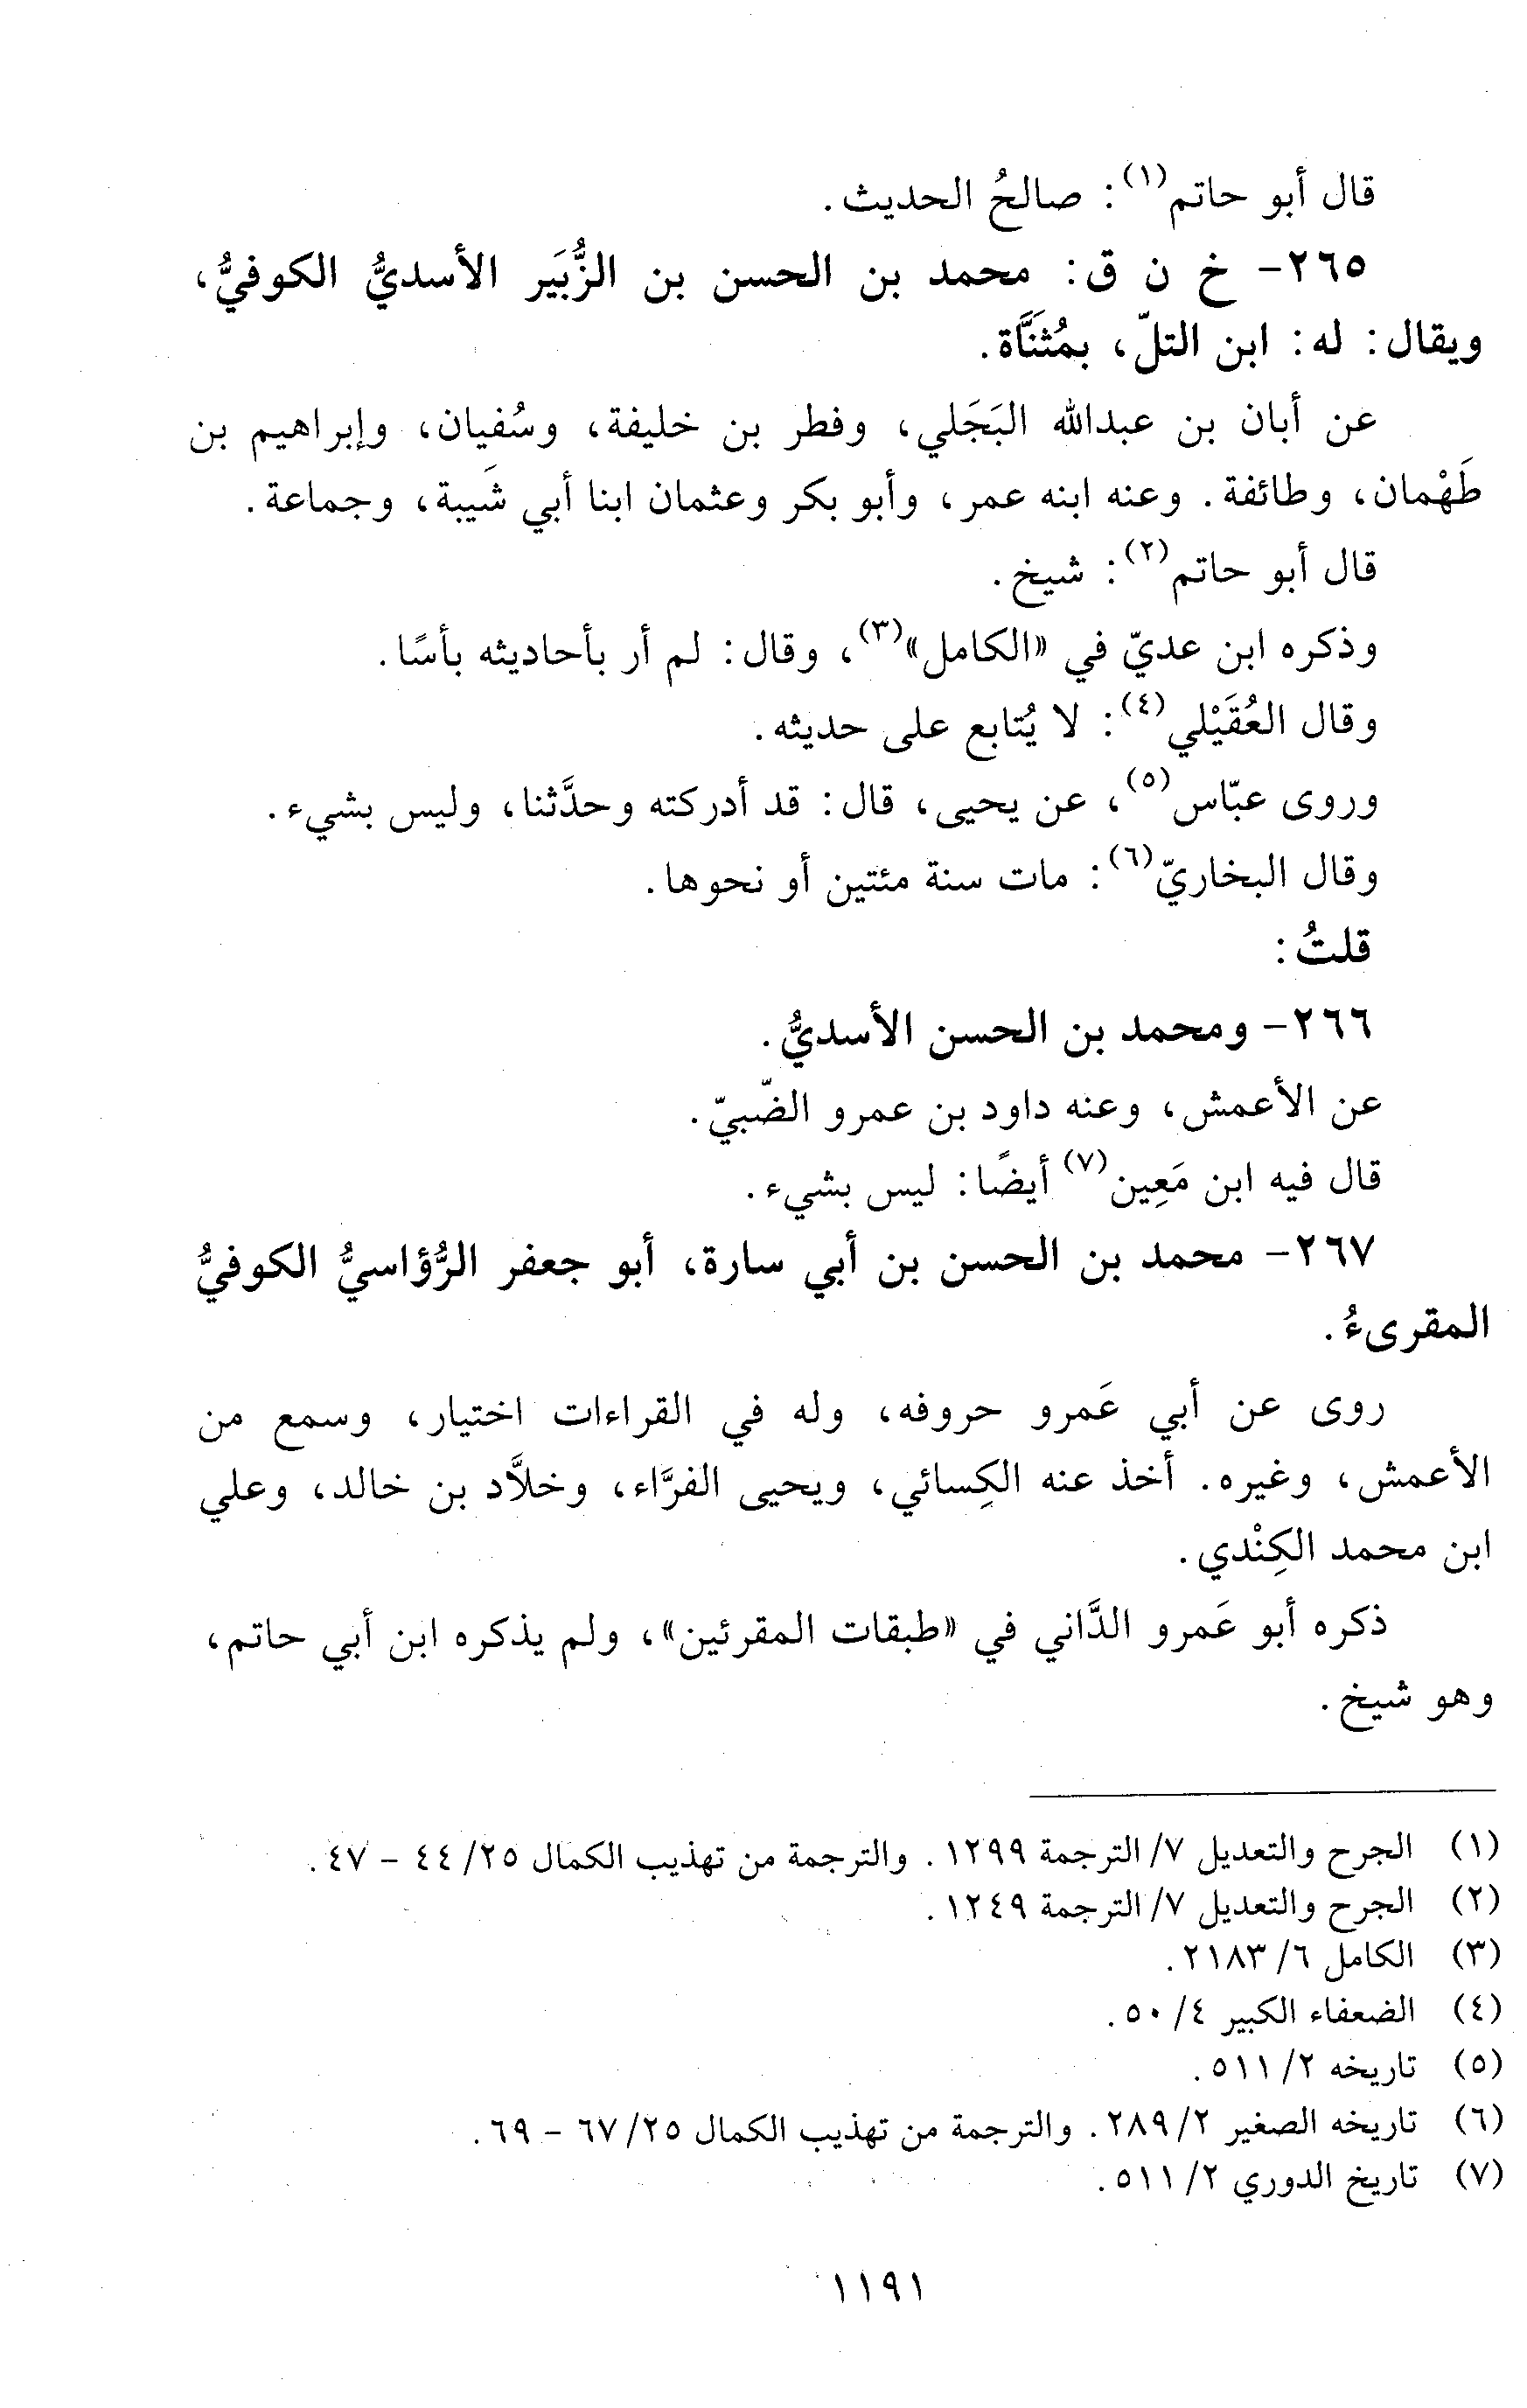 قال أبو حاتم(١): صالحُ الحديث.
٢٦٥- خ ن ق: محمد بن الحسن بن الزُّبَير الأسديُّ الكوفيُّ،
ويقال: له: ابن التلّ، بمُثنَّاة.
عن أبان بن عبدالله البَجَلي، وفطر بن خليفة، وسُفيان، وإبراهيم بن
طَهْمان، وطائفة. وعنه ابنه عمر، وأبو بكر وعثمان ابنا أبي شَيبة، وجماعة.
قال أبو حاتم(٢): شيخ.
وذكره ابن عديّ في «الكامل»(٣)، وقال: لم أر بأحاديثه بأسًا.
وقال العُقَيْلي(٤): لا يُتابع على حديثه.
وروى عبّاس(٥)، عن يحيى، قال: قد أدركته وحدَّثنا، وليس بشيء.
وقال البخاريّ(٦): مات سنة مئتين أو نحوها.
قلتُ:
٢٦٦- ومحمد بن الحسن الأسديُّ.
عن الأعمش، وعنه داود بن عمرو الضّبيّ.
قال فيه ابن مَعِين(٧) أيضًا: ليس بشيء.
٢٦٧- محمد بن الحسن بن أبي سارة، أبو جعفر الرُّؤاسيُّ الكوفيُّ
المقرىءُ.
روى عن أبي عَمرو حروفه، وله في القراءات اختيار، وسمع من
الأعمش، وغيره. أخذ عنه الكِسائي، ويحيى الفرَّاء، وخلاَّد بن خالد، وعلي
ابن محمد الكِنْدي.
ذكره أبو عَمرو الدَّاني في «طبقات المقرئين»، ولم يذكره ابن أبي حاتم،
وهو شيخ.
(١) الجرح والتعديل ٧/ الترجمة ١٢٩٩. والترجمة من تهذيب الكمال ٢٥/ ٤٤ - ٤٧.
(٢) الجرح والتعديل ٧/ الترجمة ١٢٤٩.
(٣) الكامل ٦/ ٢١٨٣.
(٤) الضعفاء الكبير ٤/ ٥٠.
(٥) تاريخه ٢/ ٥١١.
(٦) تاريخه الصغير ٢/ ٢٨٩. والترجمة من تهذيب الكمال ٢٥/ ٦٧ - ٦٩.
(٧) تاريخ الدوري ٢/ ٥١١.
١١٩١